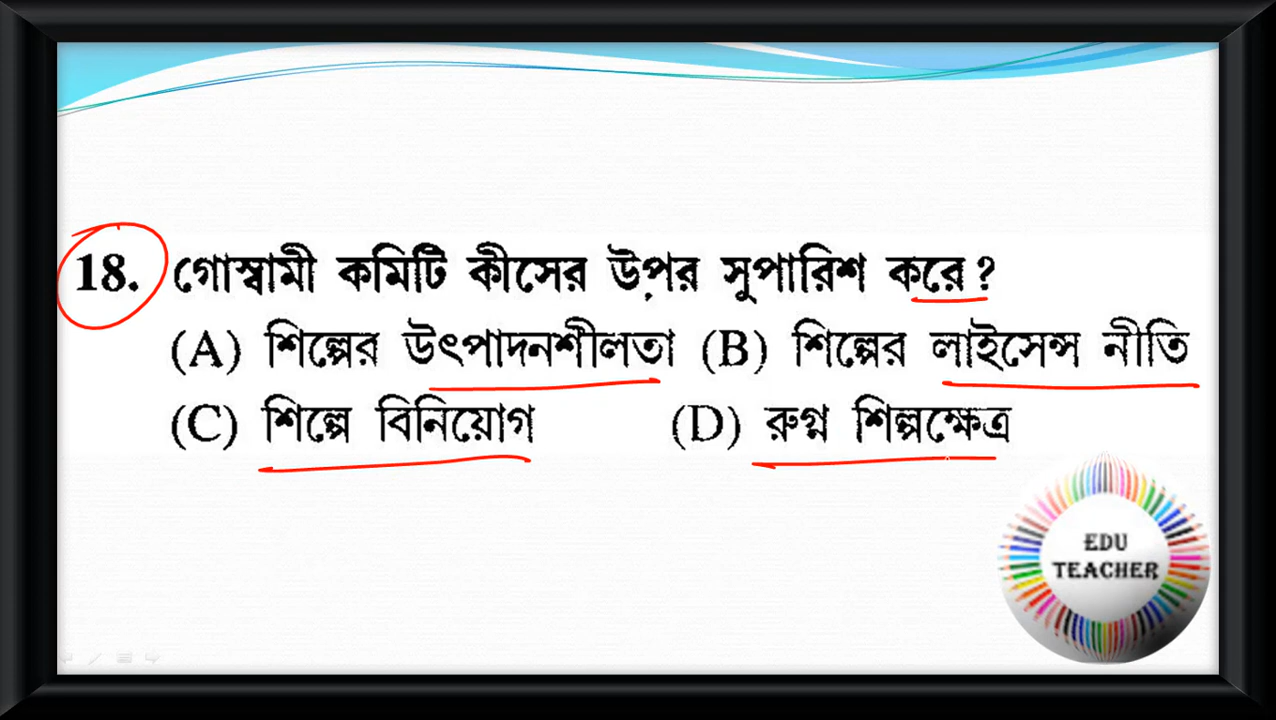 18. গোস্বামী কমিটি কীসের উপর সুপারিশ করে?
(A) শিল্পের উৎপাদনশীলতা (B) শিল্পের লাইসেন্স নীতি
(C) শিল্পে বিনিয়োগ (D) রুগ্ন শিল্পক্ষেত্র
EDU
TEACHER